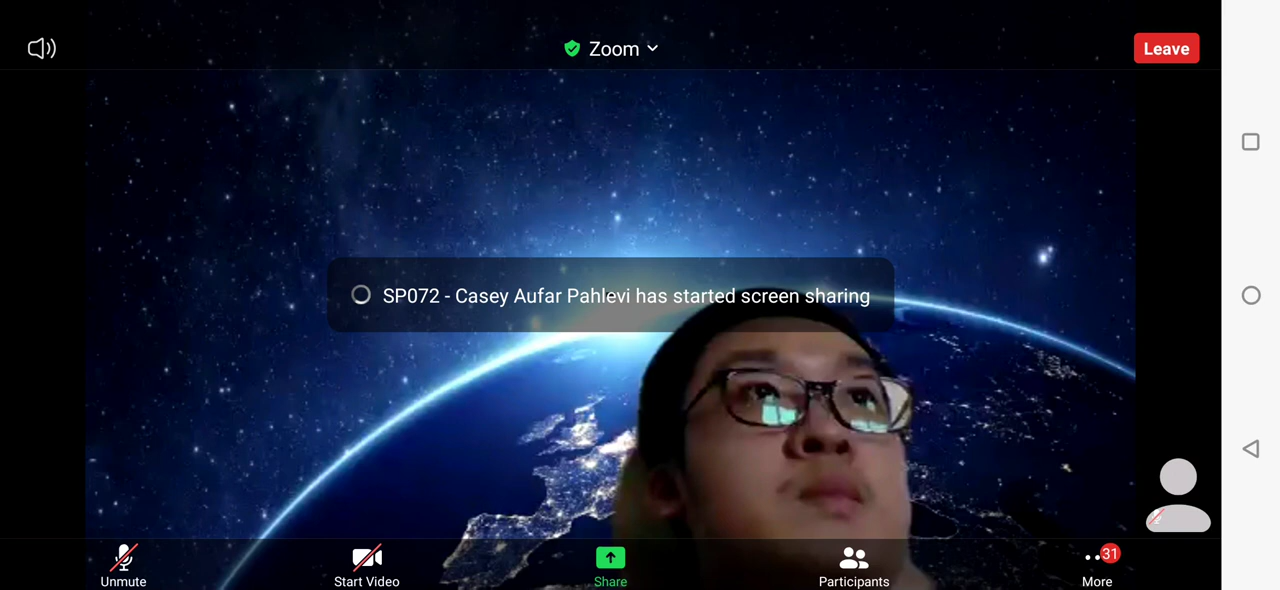 Zoom
Leave
SP072 - Casey Aufar Pahlevi has started screen sharing
31
Unmute
Start Video
Share
Participants
More